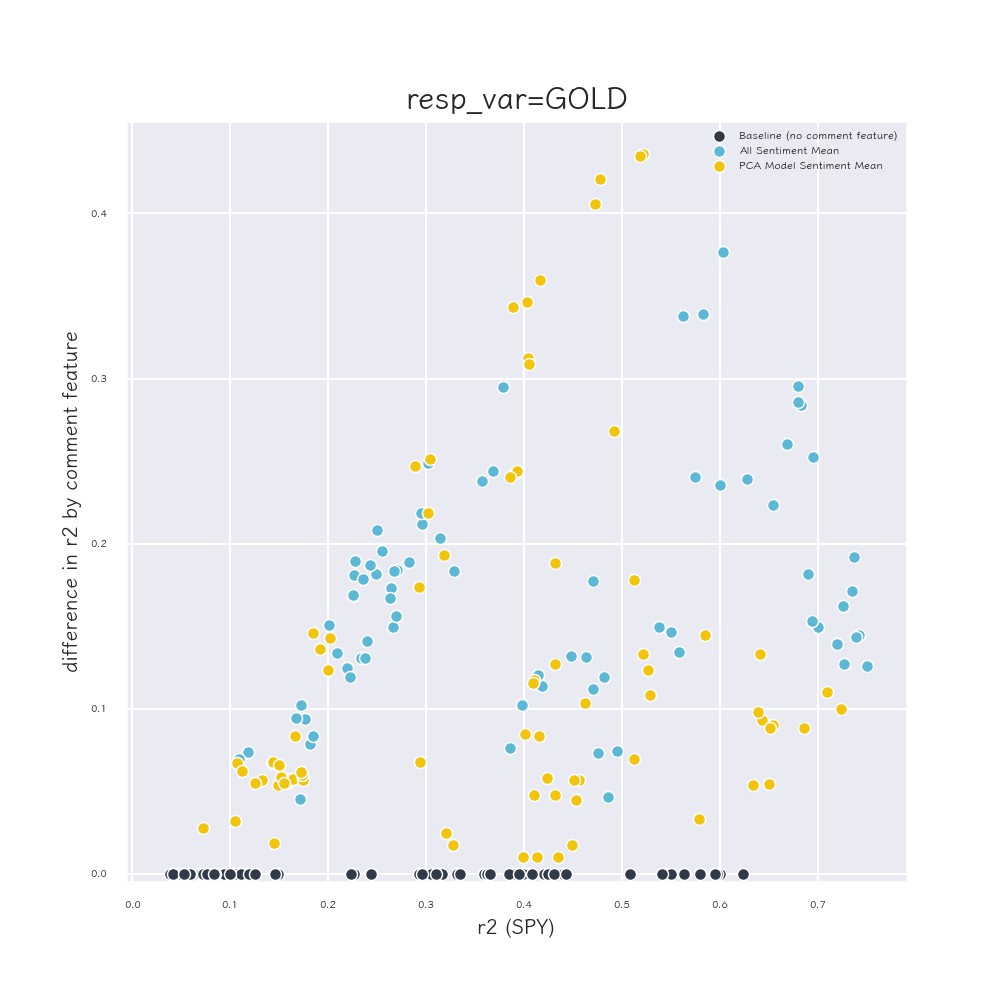 resp_var=GOLD
Baseline (no comment feature)
All Sentiment Mean
PCA Model Sentiment Mean
difference in r2 by comment feature
0.4
0.3
0.2
0.1
0.0
0.0 0.1 0.2 0.3 0.4 0.5 0.6 0.7
r2 (SPY)